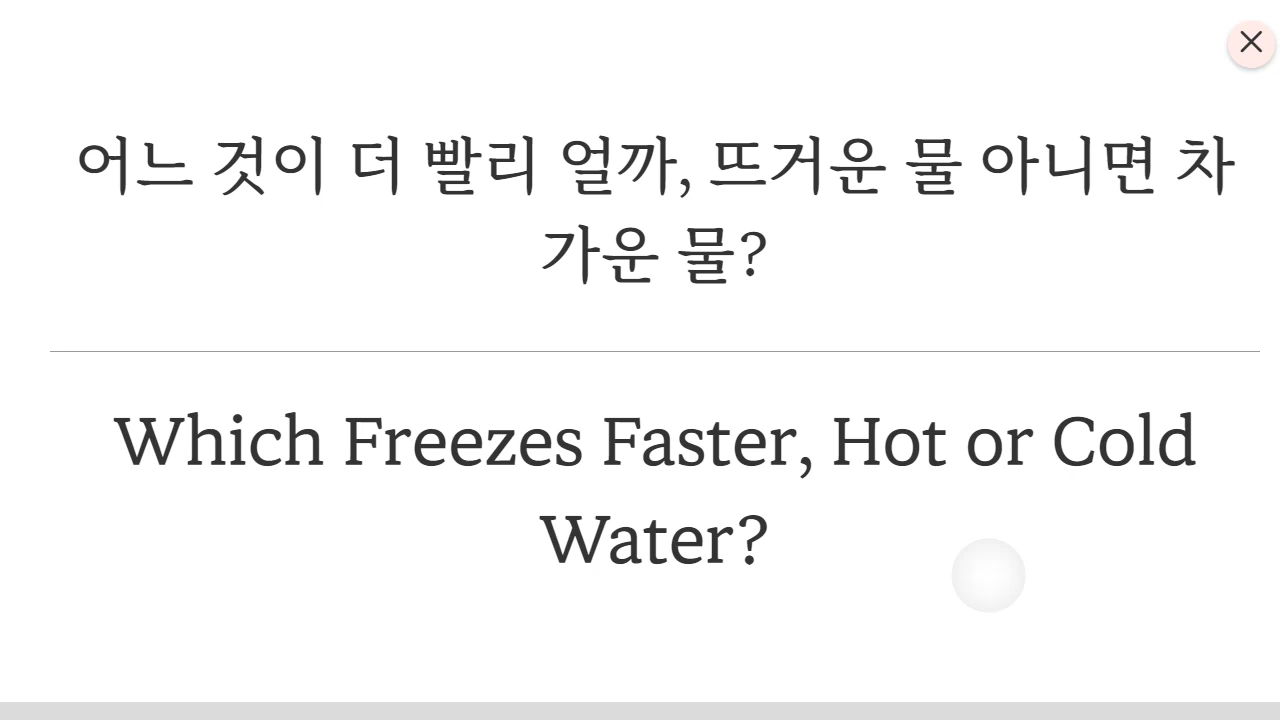 어느 것이 더 빨리 얼까, 뜨거운 물 아니면 차
가운 물?
Which Freezes Faster, Hot or Cold
Water?